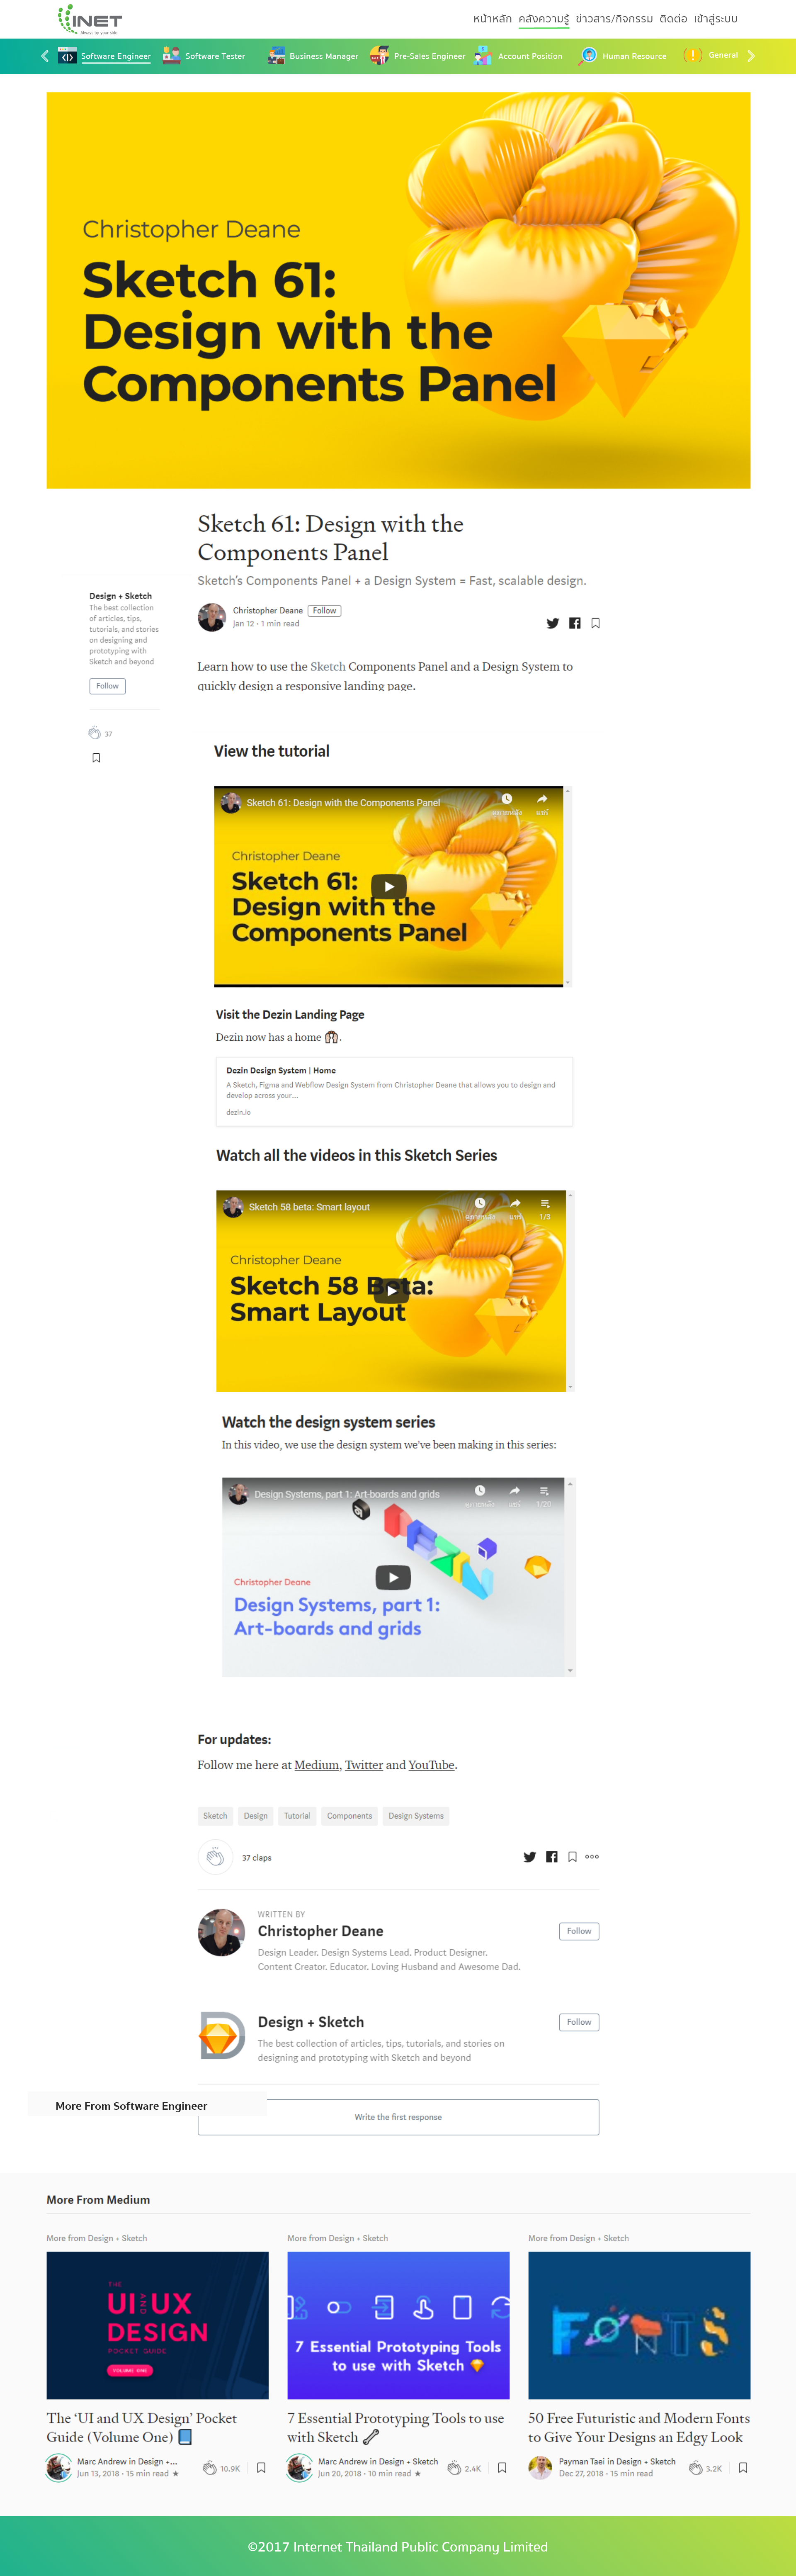 INET
Always by your side
หน้าหลัก คลังความรู้ ข่าวสาร/กิจกรรม ติดต่อ เข้าสู่ระบบ
Software Engineer Software Tester Business Manager Pre-Sales Engineer Account Position Human Resource General
Christopher Deane
Sketch 61:
Design with the
Components Panel
Sketch 61: Design with the
Components Panel
Sketch's Components Panel + a Design System = Fast, scalable design.
Christopher Deane Follow
Jan 12 · 1 min read
Design + Sketch
The best collection
of articles, tips,
tutorials, and stories
on designing and
prototyping with
Sketch and beyond
Follow
37
Learn how to use the Sketch Components Panel and a Design System to
quickly design a responsive landing page.
View the tutorial
Sketch 61: Design with the Components Panel
แชร์
Christopher Deane
Sketch 61:
Design with the
Components Panel
Visit the Dezin Landing Page
Dezin now has a home 👨‍🚀.
Dezin Design System | Home
A Sketch, Figma and Webflow Design System from Christopher Deane that allows you to design and
develop across your...
dezin.io
Watch all the videos in this Sketch Series
Sketch 58 beta: Smart layout
แชร์ 1/3
Christopher Deane
Sketch 58 Beta:
Smart Layout
Watch the design system series
In this video, we use the design system we've been making in this series:
Design Systems, part 1: Art-boards and grids
แชร์ 1/20
Christopher Deane
Design Systems, part 1:
Art-boards and grids
For updates:
Follow me here at Medium, Twitter and YouTube.
Sketch Design Tutorial Components Design Systems
37 claps
WRITTEN BY
Christopher Deane
Follow
Design Leader. Design Systems Lead. Product Designer.
Content Creator. Educator. Loving Husband and Awesome Dad.
Design + Sketch
Follow
The best collection of articles, tips, tutorials, and stories on
designing and prototyping with Sketch and beyond
More From Software Engineer
Write the first response
More From Medium
More from Design + Sketch
THE
UI AND UX
DESIGN
POCKET GUIDE
VOLUME ONE
The ‘UI and UX Design’ Pocket
Guide (Volume One) 📘
Marc Andrew in Design +...
Jun 13, 2018 · 15 min read ★
10.9K
More from Design + Sketch
7 Essential Prototyping Tools
to use with Sketch
7 Essential Prototyping Tools to use
with Sketch 🔧
Marc Andrew in Design + Sketch
Jun 20, 2018 · 10 min read ★
2.4K
More from Design + Sketch
FONTS
50 Free Futuristic and Modern Fonts
to Give Your Designs an Edgy Look
Payman Taei in Design + Sketch
Dec 27, 2018 · 15 min read
3.2K
©2017 Internet Thailand Public Company Limited